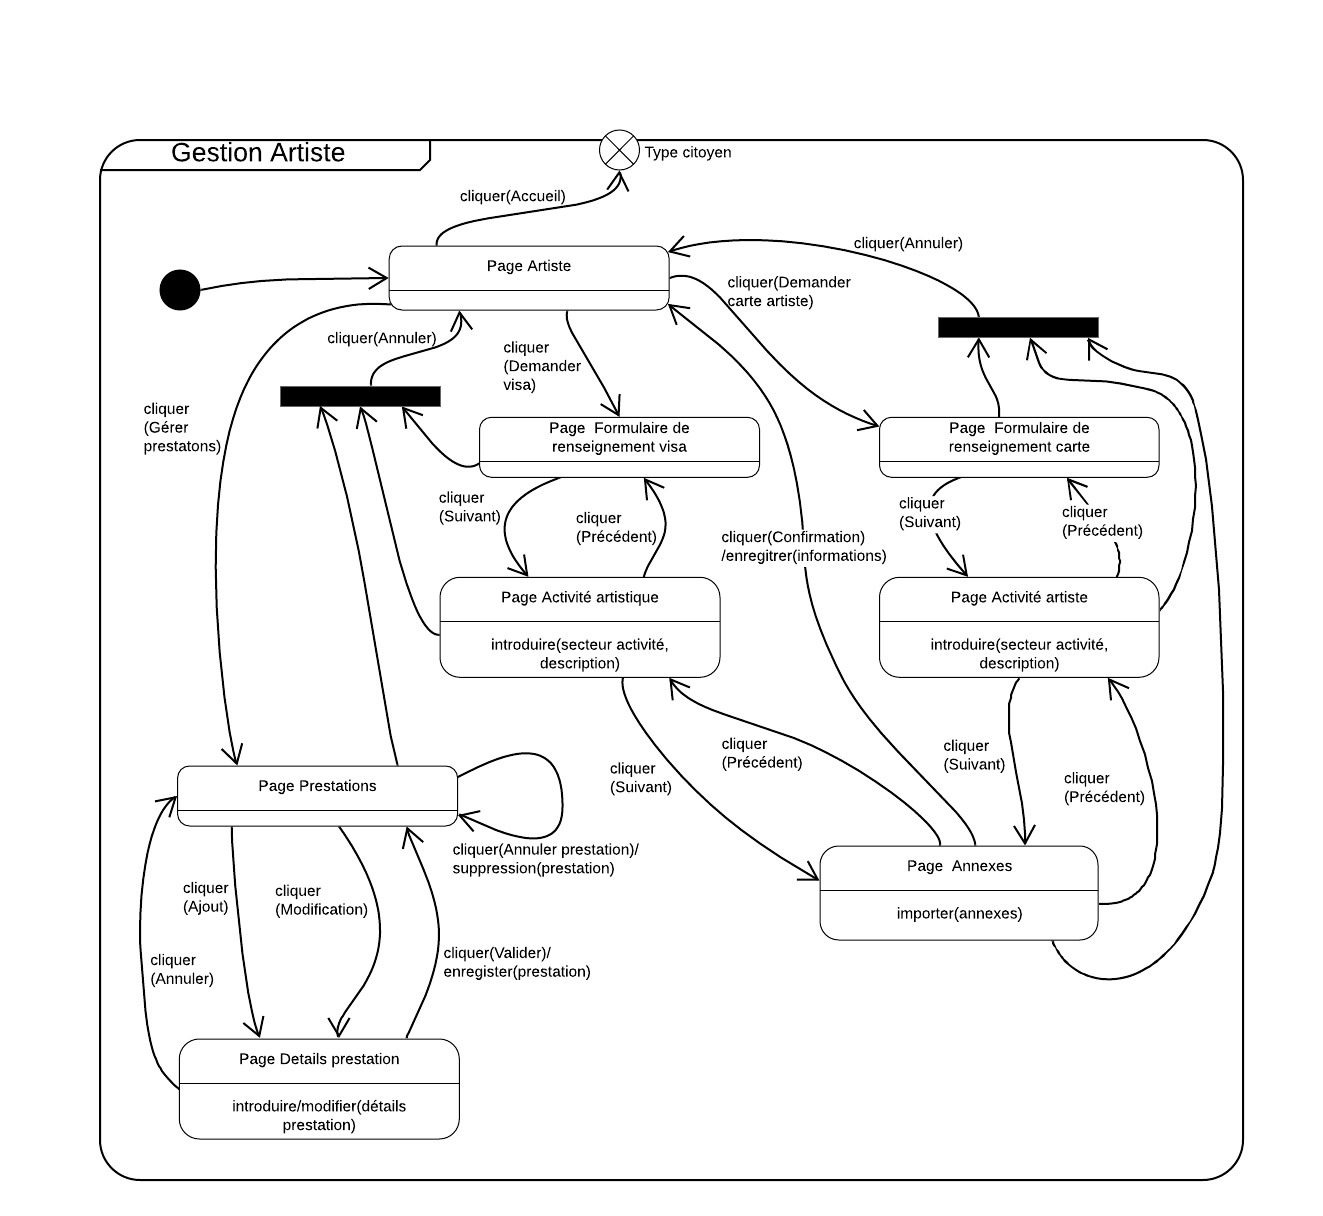 Gestion Artiste
Type citoyen
cliquer(Accueil)
cliquer(Annuler)
Page Artiste
cliquer(Demander
carte artiste)
cliquer(Annuler)
cliquer
(Demander
visa)
cliquer
(Gérer
prestatons)
Page  Formulaire de
renseignement visa
Page  Formulaire de
renseignement carte
cliquer
(Suivant)
cliquer
(Précédent)
cliquer(Confirmation)
/enregitrer(informations)
cliquer
(Suivant)
cliquer
(Précédent)
Page Activité artistique
introduire(secteur activité,
description)
Page Activité artiste
introduire(secteur activité,
description)
cliquer
(Suivant)
cliquer
(Précédent)
cliquer
(Suivant)
cliquer
(Précédent)
Page Prestations
cliquer(Annuler prestation)/
suppression(prestation)
Page  Annexes
importer(annexes)
cliquer
(Ajout)
cliquer
(Modification)
cliquer
(Annuler)
cliquer(Valider)/
enregister(prestation)
Page Details prestation
introduire/modifier(détails
prestation)